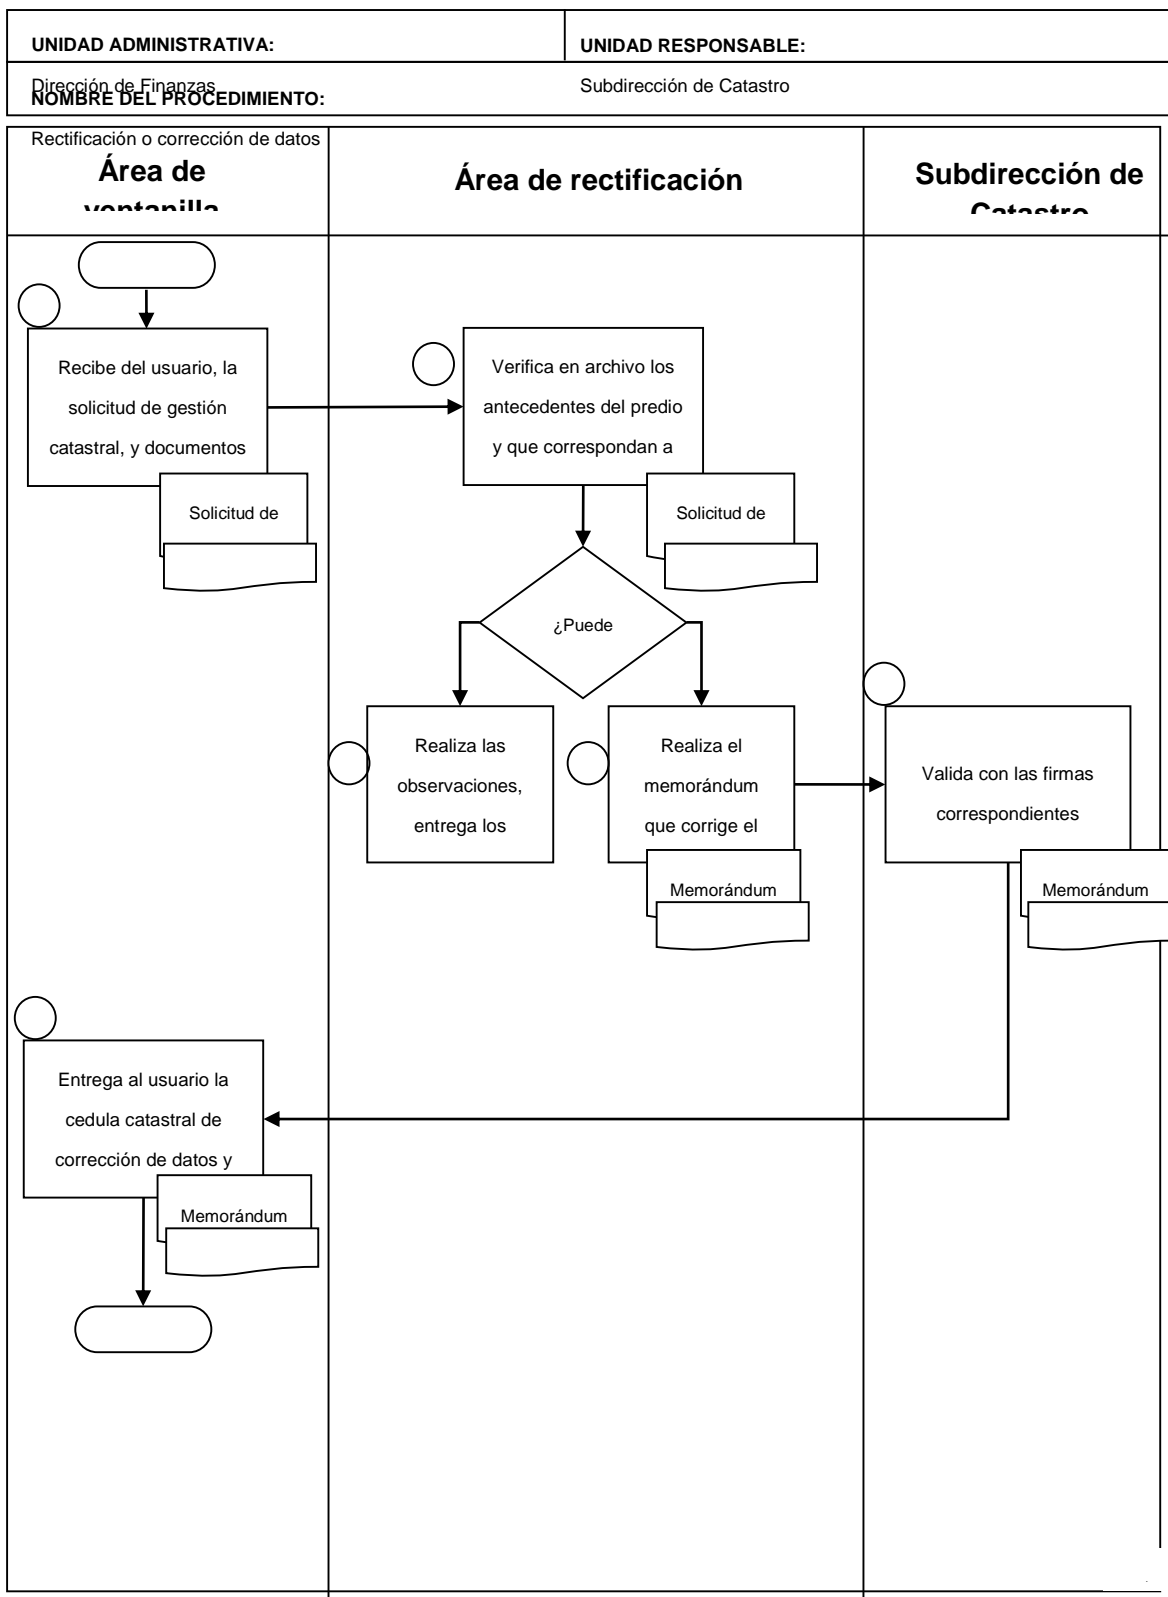 UNIDAD ADMINISTRATIVA:
UNIDAD RESPONSABLE:
Dirección de Finanzas
Subdirección de Catastro
NOMBRE DEL PROCEDIMIENTO:
Rectificación o corrección de datos
Área de
ventanilla
Área de rectificación
Subdirección de
Catastro
Recibe del usuario, la
solicitud de gestión
catastral, y documentos
Solicitud de
Verifica en archivo los
antecedentes del predio
y que correspondan a
Solicitud de
¿Puede
Realiza las
observaciones,
entrega los
Realiza el
memorándum
que corrige el
Memorándum
Valida con las firmas
correspondientes
Memorándum
Entrega al usuario la
cedula catastral de
corrección de datos y
Memorándum